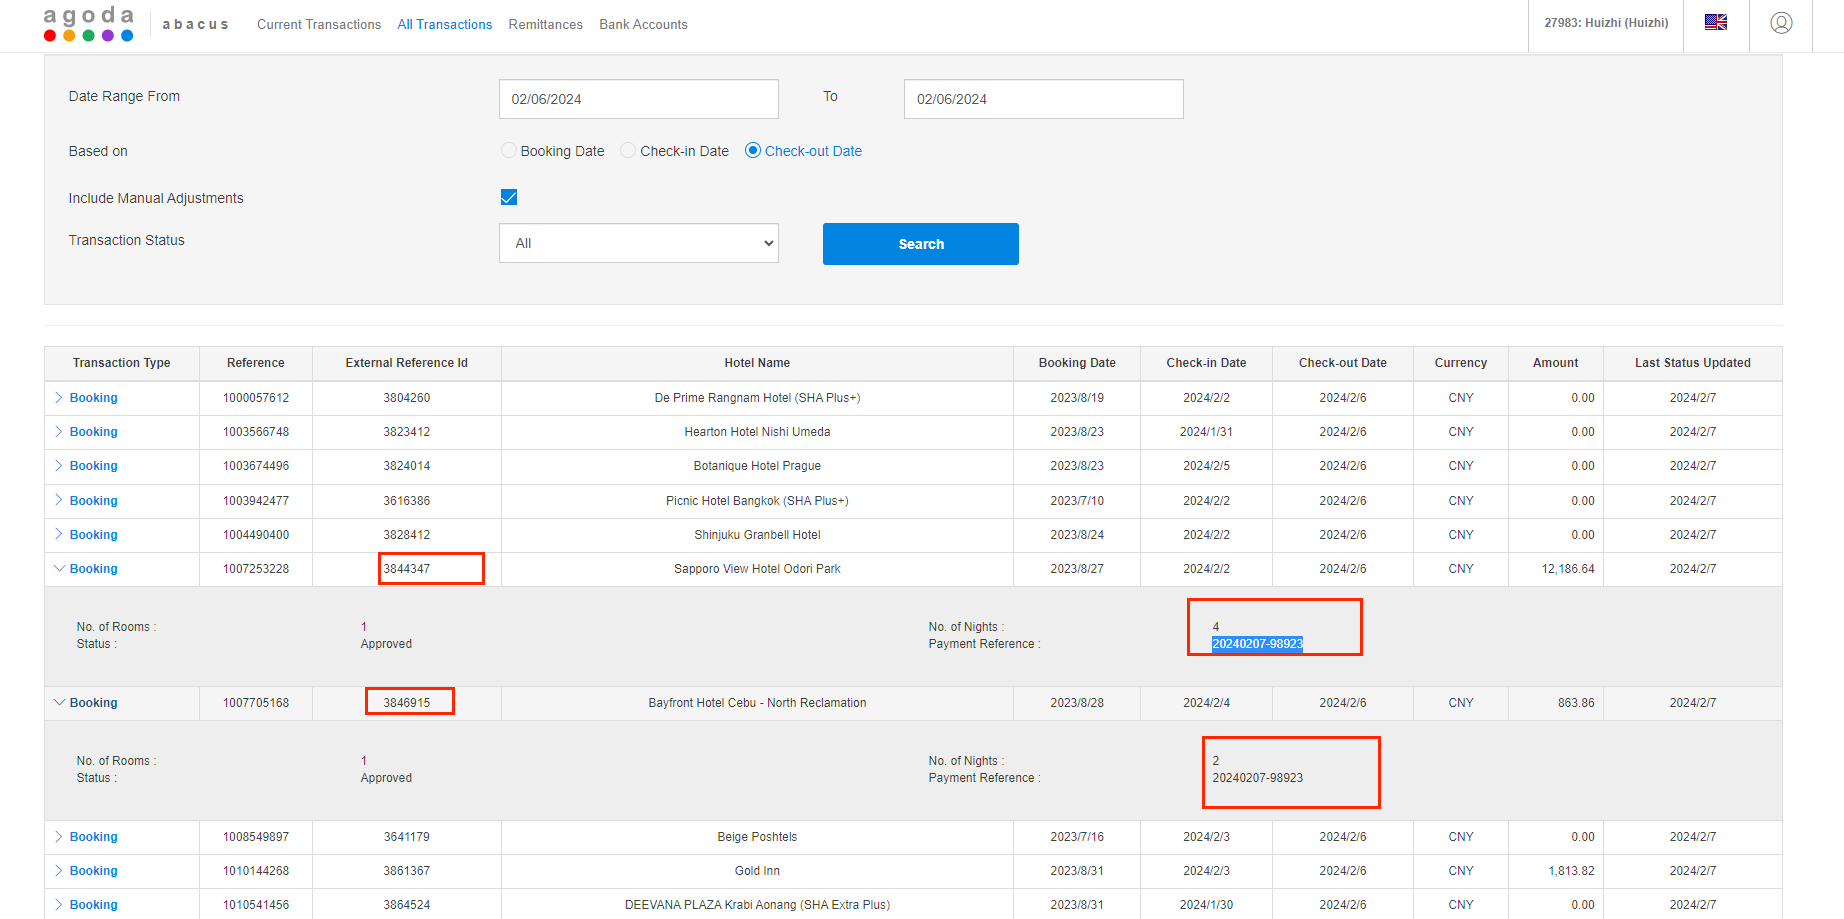 agoda abacus Current Transactions All Transactions Remittances Bank Accounts 27983: Huizhi (Huizhi)
Date Range From 02/06/2024 To 02/06/2024
Based on Booking Date Check-in Date Check-out Date
Include Manual Adjustments
Transaction Status All Search
Transaction Type Reference External Reference Id Hotel Name Booking Date Check-in Date Check-out Date Currency Amount Last Status Updated
Booking 1000057612 3804260 De Prime Rangnam Hotel (SHA Plus+) 2023/8/19 2024/2/2 2024/2/6 CNY 0.00 2024/2/7
Booking 1003566748 3823412 Hearton Hotel Nishi Umeda 2023/8/23 2024/1/31 2024/2/6 CNY 0.00 2024/2/7
Booking 1003674496 3824014 Botanique Hotel Prague 2023/8/23 2024/2/5 2024/2/6 CNY 0.00 2024/2/7
Booking 1003942477 3616386 Picnic Hotel Bangkok (SHA Plus+) 2023/7/10 2024/2/2 2024/2/6 CNY 0.00 2024/2/7
Booking 1004490400 3828412 Shinjuku Granbell Hotel 2023/8/24 2024/2/2 2024/2/6 CNY 0.00 2024/2/7
Booking 1007253228 3844347 Sapporo View Hotel Odori Park 2023/8/27 2024/2/2 2024/2/6 CNY 12,186.64 2024/2/7
No. of Rooms : 1 No. of Nights : 4
Status : Approved Payment Reference : 20240207-98923
Booking 1007705168 3846915 Bayfront Hotel Cebu - North Reclamation 2023/8/28 2024/2/4 2024/2/6 CNY 863.86 2024/2/7
No. of Rooms : 1 No. of Nights : 2
Status : Approved Payment Reference : 20240207-98923
Booking 1008549897 3641179 Beige Poshtels 2023/7/16 2024/2/3 2024/2/6 CNY 0.00 2024/2/7
Booking 1010144268 3861367 Gold Inn 2023/8/31 2024/2/3 2024/2/6 CNY 1,813.82 2024/2/7
Booking 1010541456 3864524 DEEVANA PLAZA Krabi Aonang (SHA Extra Plus) 2023/8/31 2024/1/30 2024/2/6 CNY 0.00 2024/2/7